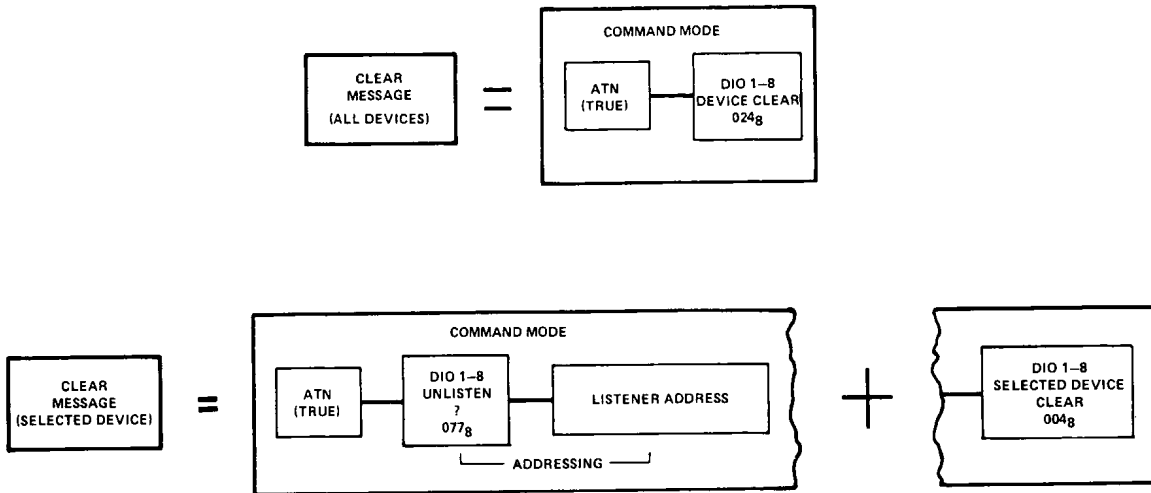 COMMAND MODE
CLEAR
MESSAGE
(ALL DEVICES)
=
ATN
(TRUE)
DIO 1–8
DEVICE CLEAR
024₈
COMMAND MODE
CLEAR
MESSAGE
(SELECTED DEVICE)
=
ATN
(TRUE)
DIO 1–8
UNLISTEN
?
077₈
LISTENER ADDRESS
ADDRESSING
+
DIO 1–8
SELECTED DEVICE
CLEAR
004₈